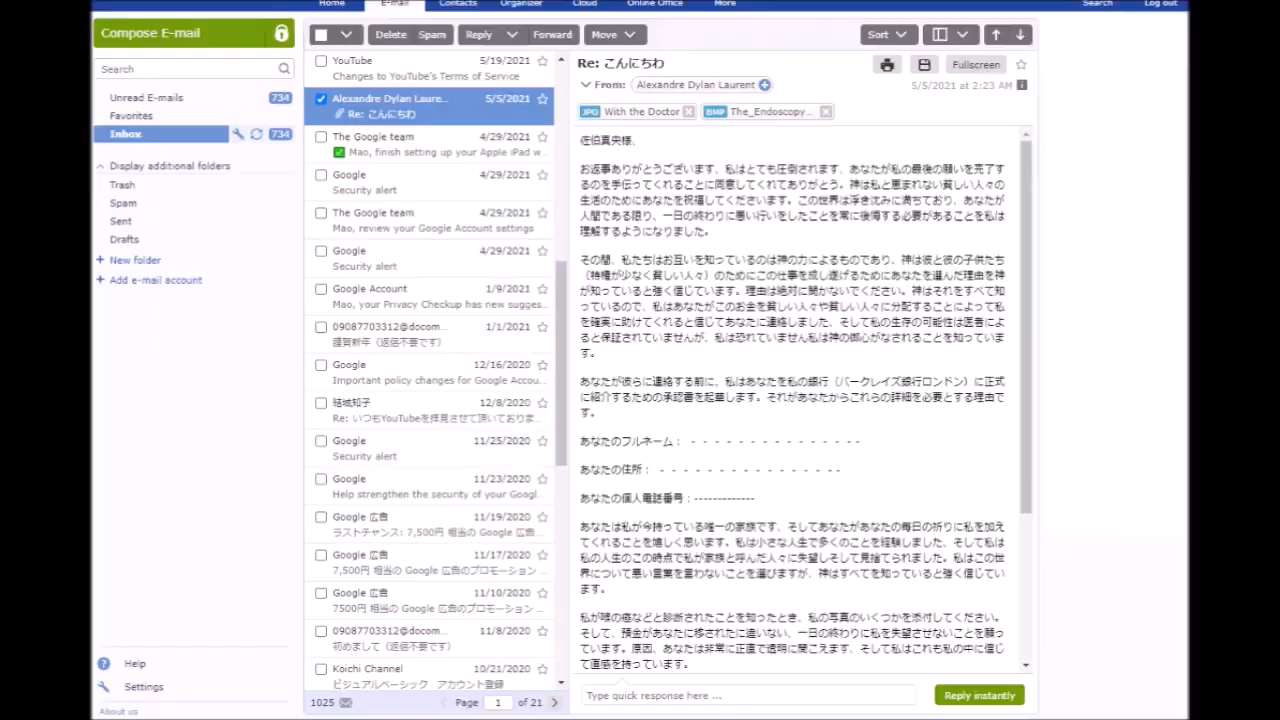 Home E-mail Contacts Organizer Cloud Online Office More Search Log out
Compose E-mail
Search
Unread E-mails 734
Favorites
Inbox 734
Display additional folders
Trash
Spam
Sent
Drafts
+ New folder
+ Add e-mail account
Help
Settings
About us
Delete Spam Reply Forward Move Sort
YouTube 5/19/2021
Changes to YouTube's Terms of Service
Alexandre Dylan Laure... 5/5/2021
Re: こんにちわ
The Google team 4/29/2021
Mao, finish setting up your Apple iPad w...
Google 4/29/2021
Security alert
The Google team 4/29/2021
Mao, review your Google Account settings
Google 4/29/2021
Security alert
Google Account 1/9/2021
Mao, your Privacy Checkup has new sugges...
09087703312@docom... 1/1/2021
謹賀新年（返信不要です）
Google 12/16/2020
Important policy changes for Google Accou...
結城知子 12/8/2020
Re: いつもYouTubeを拝見させて頂いておりま...
Google 11/25/2020
Security alert
Google 11/23/2020
Help strengthen the security of your Googl...
Google 広告 11/19/2020
ラストチャンス: 7,500円 相当の Google 広告...
Google 広告 11/17/2020
7,500円 相当の Google 広告のプロモーション ...
Google 広告 11/10/2020
7500円 相当の Google 広告のプロモーション ...
09087703312@docom... 11/8/2020
初めまして（返信不要です）
Koichi Channel 10/21/2020
ビジュアルベーシック アカウント登録
1025 Page 1 of 21
Re: こんにちわ
Fullscreen
From: Alexandre Dylan Laurent 5/5/2021 at 2:23 AM
JPG With the Doctor BMP The_Endoscopy...
佐伯真央様、
お返事ありがとうございます、私はとても圧倒されます、あなたが私の最後の願いを完了す
るのを手伝ってくれることに同意してくれてありがとう。神は私と恵まれない貧しい人々の
生活のためにあなたを祝福してくださいます。この世界は浮き沈みに満ちており、あなたが
人間である限り、一日の終わりに悪い行いをしたことを常に後悔する必要があることを私は
理解するようになりました。
その間、私たちはお互いを知っているのは神の力によるものであり、神は彼と彼の子供たち
（特権が少なく貧しい人々）のためにこの仕事を成し遂げるためにあなたを選んだ理由を神
が知っていると強く信じています。理由は絶対に聞かないでください。神はそれをすべて知
っているので、私はあなたがこのお金を貧しい人々や貧しい人々に分配することによって私
を確実に助けてくれると信じてあなたに連絡しました、そして私の生存の可能性は医者によ
ると保証されていませんが、私は恐れていません私は神の御心がなされることを知っていま
す。
あなたが彼らに連絡する前に、私はあなたを私の銀行（バークレイズ銀行ロンドン）に正式
に紹介するための承認書を起草します。それがあなたからこれらの詳細を必要とする理由で
す。
あなたのフルネーム： - - - - - - - - - - - - - - -
あなたの住所： - - - - - - - - - - - - - - - -
あなたの個人電話番号：-------------
あなたは私が今持っている唯一の家族です、そしてあなたがあなたの毎日の祈りに私を加え
てくれることを嬉しく思います。私は小さな人生で多くのことを経験しました、そして私は
私の人生のこの時点で私が家族と呼んだ人々に失望しそして見捨てられました。私はこの世
界について悪い言葉を言わないことを選びますが、神はすべてを知っていると強く信じてい
ます。
私が喉の癌などと診断されたことを知ったとき、私の写真のいくつかを添付してください。
そして、預金があなたに移されたに違いない、一日の終わりに私を失望させないことを願っ
ています。原因、あなたは非常に正直で透明に聞こえます、そして私はこれも私の中に信じ
て直感を持っています。
Type quick response here ...
Reply instantly